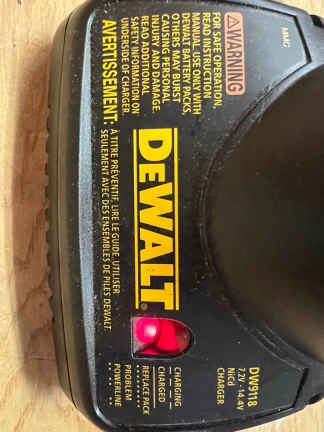 MMG
⚠WARNING
FOR SAFE OPERATION,
READ INSTRUCTION
MANUAL. USE ONLY WITH
DEWALT BATTERY PACKS,
OTHERS MAY BURST
CAUSING PERSONAL
INJURY AND DAMAGE.
READ ADDITIONAL
SAFETY INFORMATION ON
UNDERSIDE OF CHARGER.
AVERTISSEMENT: À TITRE PRÉVENTIF, LIRE LE GUIDE, UTILISER
SEULEMENT AVEC DES ENSEMBLES DE PILES DEWALT.
DEWALT®
DW9118
7.2V - 14.4V
NiCd
CHARGER
CHARGING
CHARGED
REPLACE PACK
PROBLEM
POWERLINE